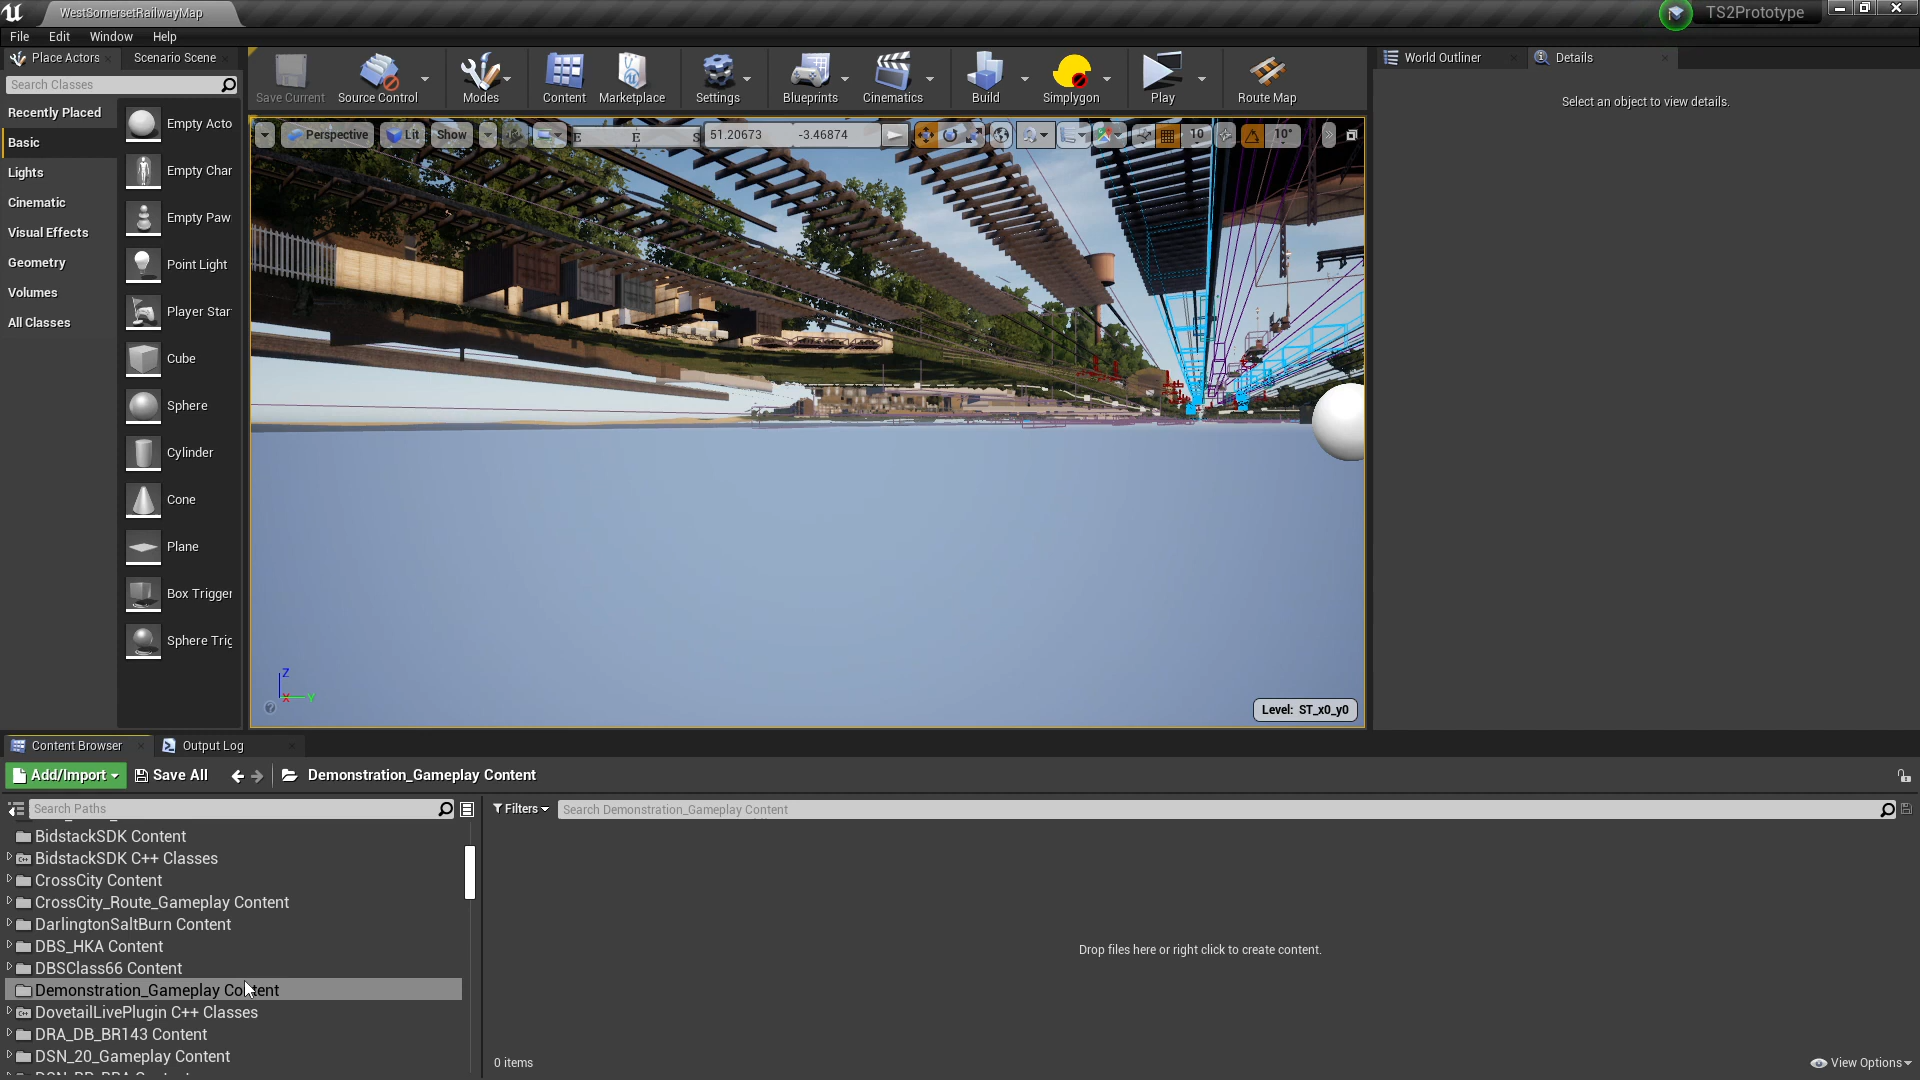 WestSomersetRailwayMap
TS2Prototype
File Edit Window Help
Place Actors
Scenario Scene
Search Classes
Recently Placed
Basic
Lights
Cinematic
Visual Effects
Geometry
Volumes
All Classes
Empty Acto
Empty Char
Empty Paw
Point Light
Player Star
Cube
Sphere
Cylinder
Cone
Plane
Box Trigger
Sphere Trig
Save Current
Source Control
Modes
Content
Marketplace
Settings
Blueprints
Cinematics
Build
Simplygon
Play
Route Map
Perspective
Lit
Show
E E S
51.20673 -3.46874
10
10°
Z
X
Y
Level: ST_x0_y0
World Outliner
Details
Select an object to view details.
Content Browser
Output Log
Add/Import
Save All
Demonstration_Gameplay Content
Search Paths
Filters
Search Demonstration_Gameplay Content
BidstackSDK Content
BidstackSDK C++ Classes
CrossCity Content
CrossCity_Route_Gameplay Content
DarlingtonSaltBurn Content
DBS_HKA Content
DBSClass66 Content
Demonstration_Gameplay Content
DovetailLivePlugin C++ Classes
DRA_DB_BR143 Content
DSN_20_Gameplay Content
Drop files here or right click to create content.
0 items
View Options